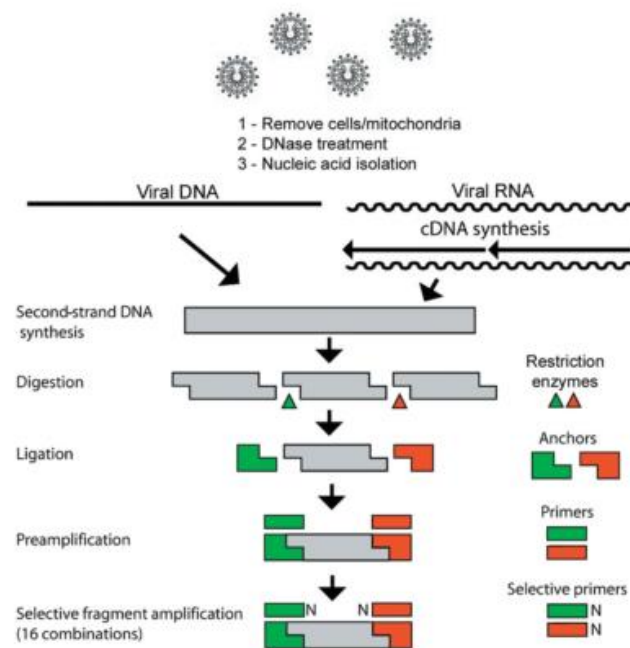 1 - Remove cells/mitochondria
2 - DNase treatment
3 - Nucleic acid isolation
Viral DNA
Viral RNA
cDNA synthesis
Second-strand DNA
synthesis
Digestion
Restriction
enzymes
Ligation
Anchors
Preamplification
Primers
Selective fragment amplification
(16 combinations)
N
N
Selective primers
N
N